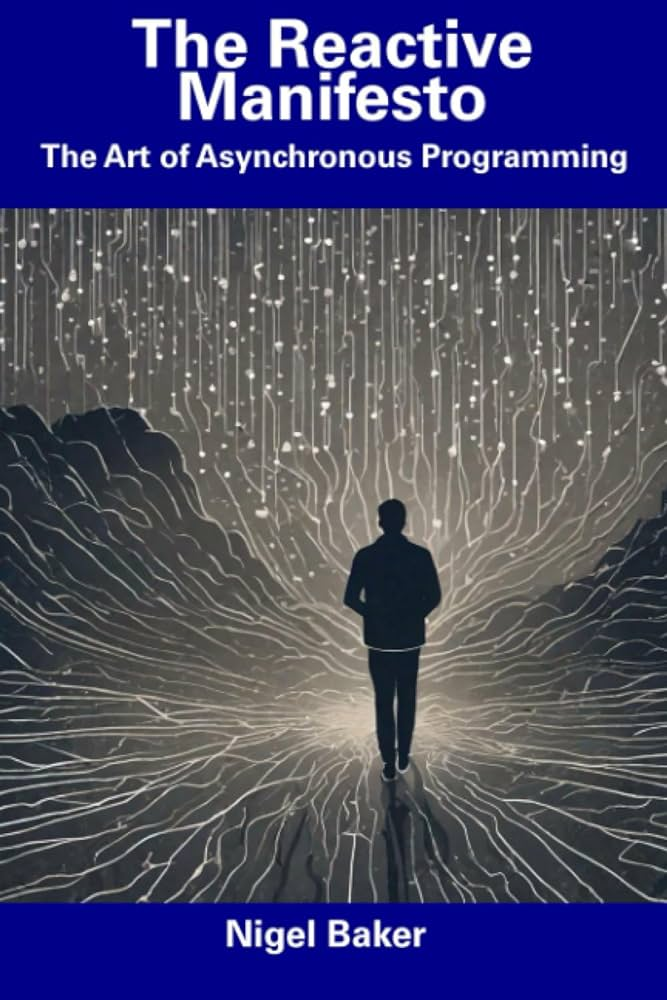 The Reactive
Manifesto
The Art of Asynchronous Programming
Nigel Baker